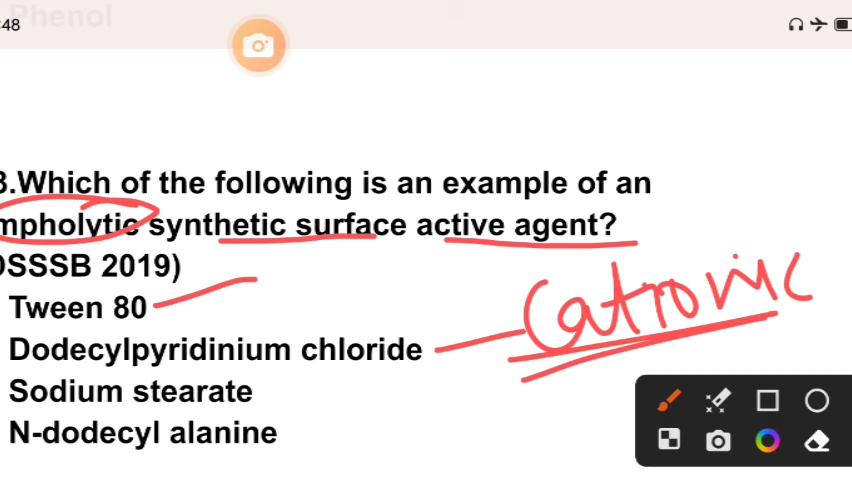 Phenol
:48
3.Which of the following is an example of an
mpholytic synthetic surface active agent?
OSSSB 2019)
Tween 80
Cationic
Dodecylpyridinium chloride
Sodium stearate
N-dodecyl alanine